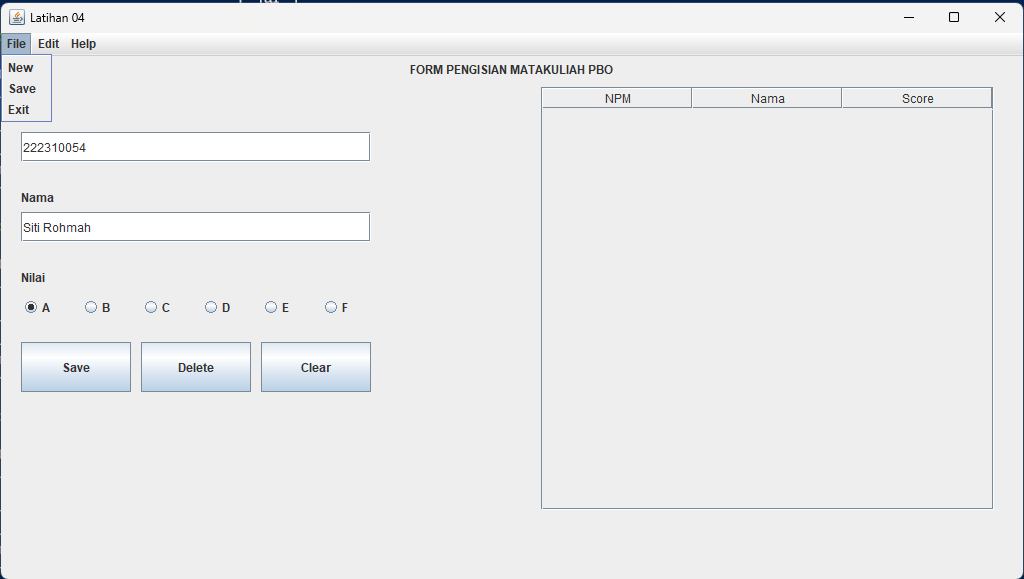 Latihan 04
File Edit Help
New
Save
Exit
FORM PENGISIAN MATAKULIAH PBO
NPM Nama Score
222310054
Nama
Siti Rohmah
Nilai
A B C D E F
Save Delete Clear